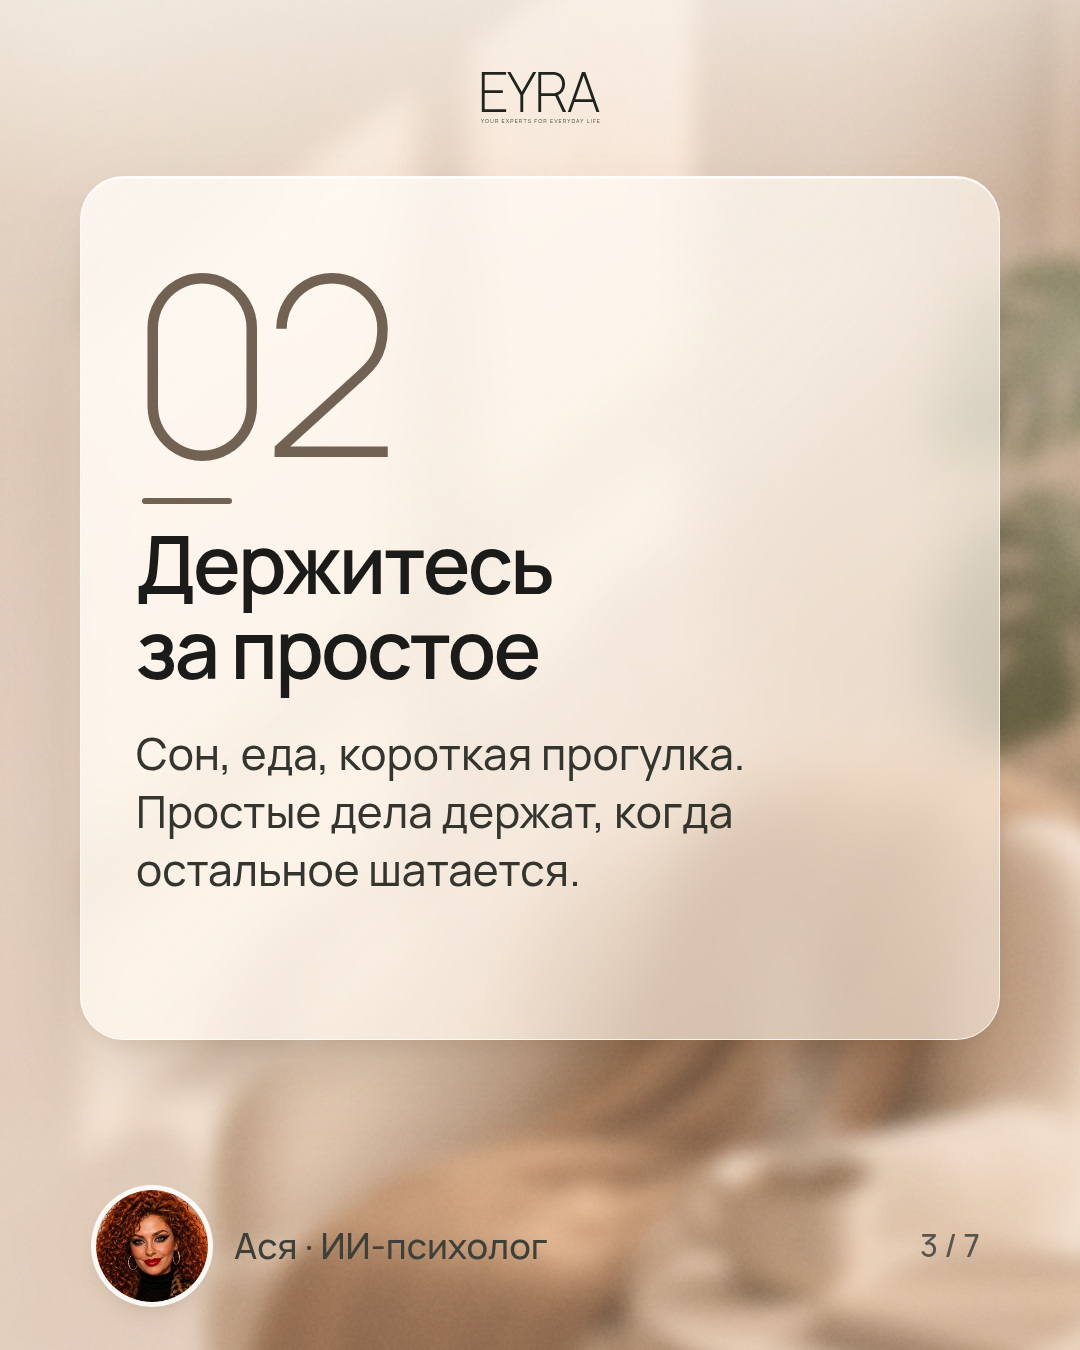 EYRA
YOUR EXPERTS FOR EVERYDAY LIFE
02
Держитесь
за простое
Сон, еда, короткая прогулка.
Простые дела держат, когда
остальное шатается.
Ася · ИИ-психолог
3 / 7